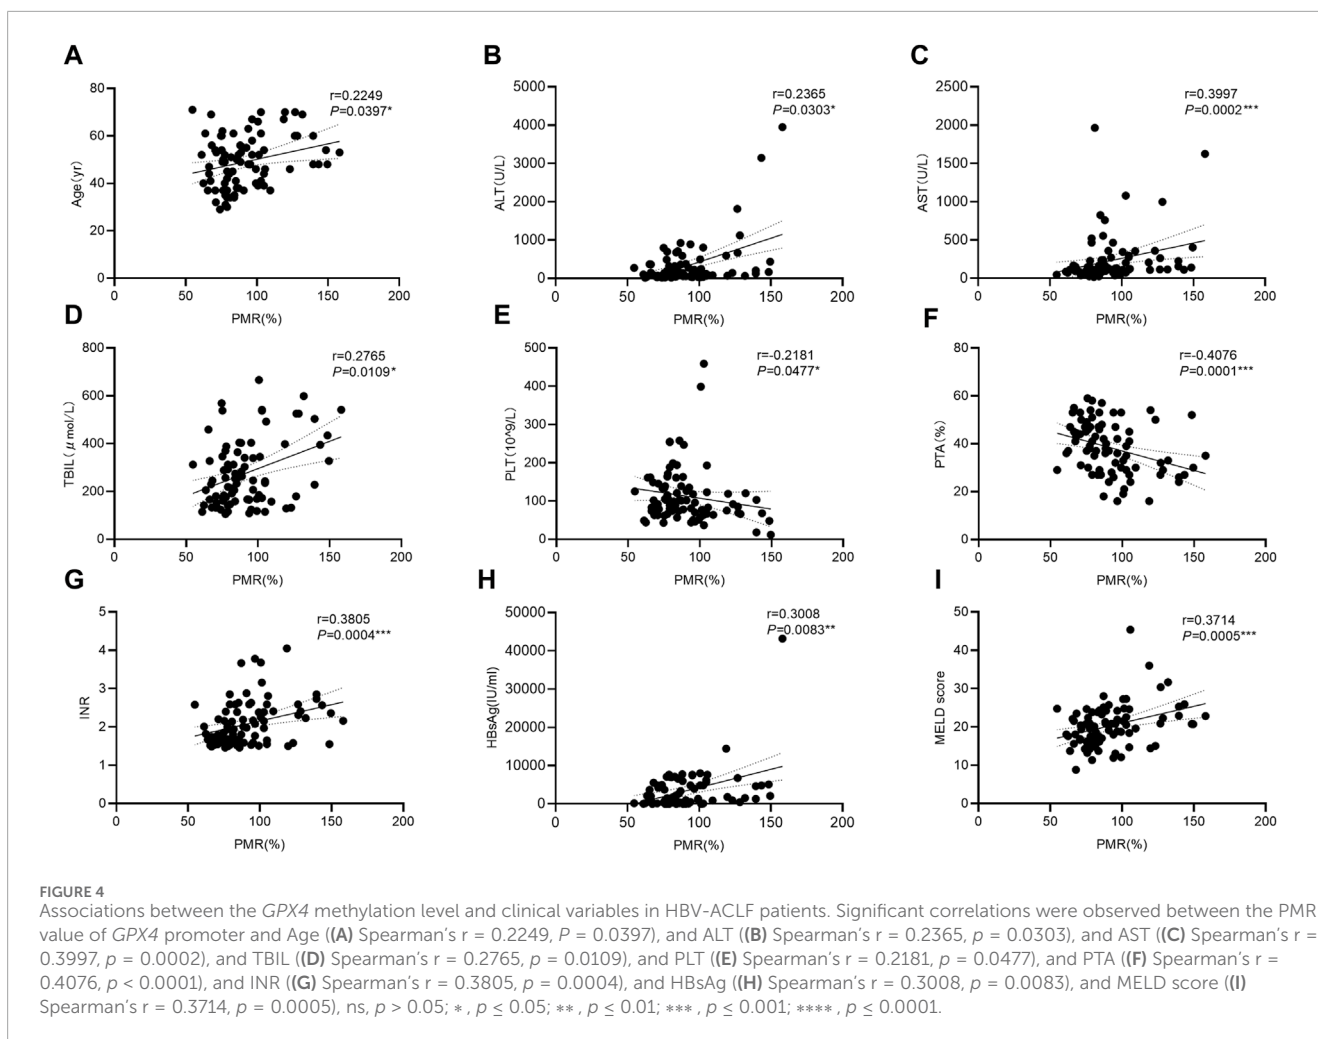 A
80
60
40
20
0
Age(yr)
r=0.2249
P=0.0397*
0 50 100 150 200
PMR(%)
B
5000
4000
3000
2000
1000
0
ALT(U/L)
r=0.2365
P=0.0303*
0 50 100 150 200
PMR(%)
C
2500
2000
1500
1000
500
0
AST(U/L)
r=0.3997
P=0.0002***
0 50 100 150 200
PMR(%)
D
800
600
400
200
0
TBIL(μmol/L)
r=0.2765
P=0.0109*
0 50 100 150 200
PMR(%)
E
500
400
300
200
100
0
PLT(10^9/L)
r=-0.2181
P=0.0477*
0 50 100 150 200
PMR(%)
F
80
60
40
20
0
PTA(%)
r=-0.4076
P=0.0001***
0 50 100 150 200
PMR(%)
G
5
4
3
2
1
0
INR
r=0.3805
P=0.0004***
0 50 100 150 200
PMR(%)
H
50000
40000
30000
20000
10000
0
HBsAg(IU/ml)
r=0.3008
P=0.0083**
0 50 100 150 200
PMR(%)
I
50
40
30
20
10
0
MELD score
r=0.3714
P=0.0005***
0 50 100 150 200
PMR(%)
FIGURE 4
Associations between the GPX4 methylation level and clinical variables in HBV-ACLF patients. Significant correlations were observed between the PMR
value of GPX4 promoter and Age ((A) Spearman's r = 0.2249, P = 0.0397), and ALT ((B) Spearman's r = 0.2365, p = 0.0303), and AST ((C) Spearman's r =
0.3997, p = 0.0002), and TBIL ((D) Spearman's r = 0.2765, p = 0.0109), and PLT ((E) Spearman's r = 0.2181, p = 0.0477), and PTA ((F) Spearman's r =
0.4076, p < 0.0001), and INR ((G) Spearman's r = 0.3805, p = 0.0004), and HBsAg ((H) Spearman's r = 0.3008, p = 0.0083), and MELD score ((I)
Spearman's r = 0.3714, p = 0.0005), ns, p > 0.05; *, p ≤ 0.05; **, p ≤ 0.01; ***, p ≤ 0.001; ****, p ≤ 0.0001.